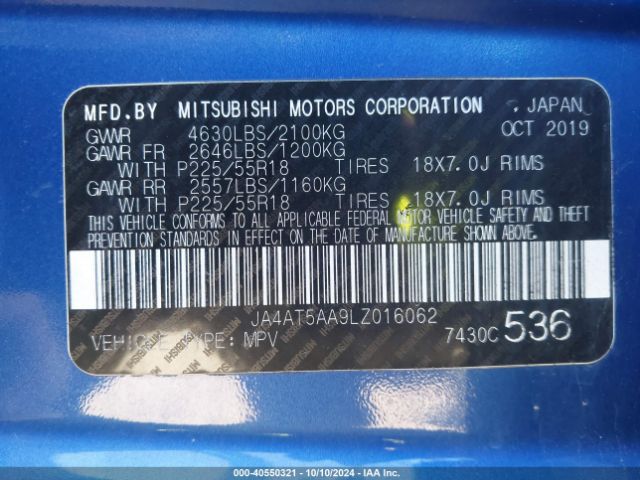 MFD.BY MITSUBISHI MOTORS CORPORATION , JAPAN
GVWR 4630LBS/2100KG OCT 2019
GAWR FR 2646LBS/1200KG
WITH P225/55R18 TIRES 18X7.0J RIMS
GAWR RR 2557LBS/1160KG
WITH P225/55R18 TIRES 18X7.0J RIMS
THIS VEHICLE CONFORMS TO ALL APPLICABLE FEDERAL MOTOR VEHICLE SAFETY AND THEFT
PREVENTION STANDARDS IN EFFECT ON THE DATE OF MANUFACTURE SHOWN ABOVE.
JA4AT5AA9LZ016062
VEHICLE TYPE: MPV 7430C 536
000-40550321 | 10/10/2024 - IAAI.com